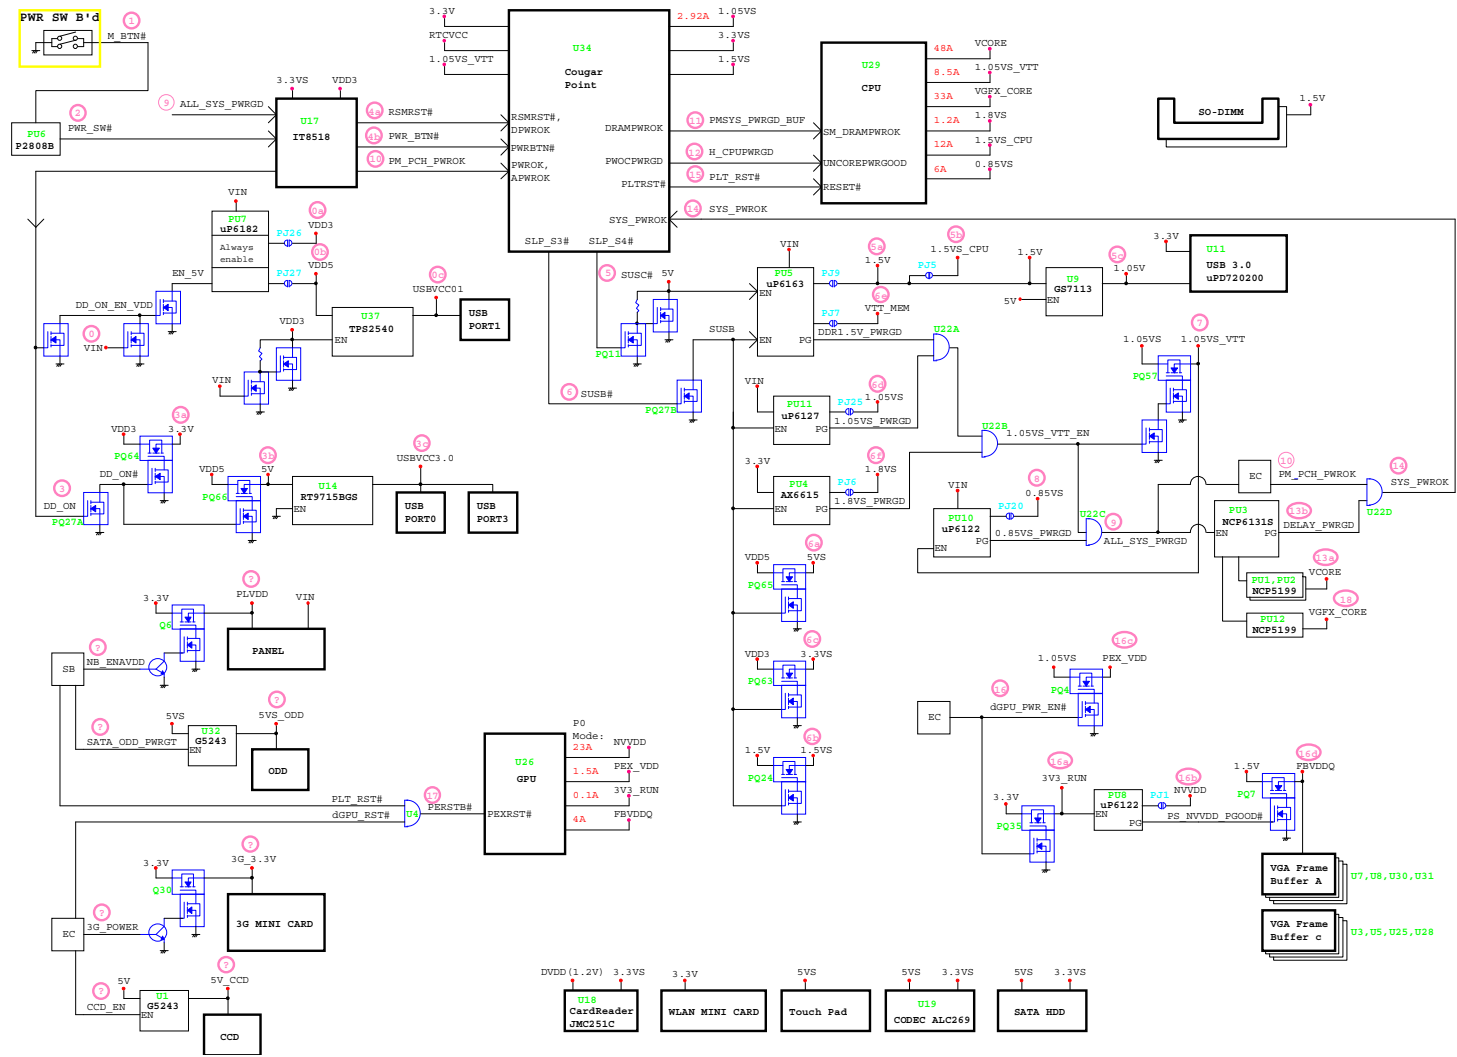 PWR SW B'd
1
M_BTN#
2
PWR_SW#
PU6
P2808B
9
ALL_SYS_PWRGD
3.3VS
VDD3
U17
IT8518
4a
RSMRST#
4b
PWR_BTN#
10
PM_PCH_PWROK
3.3V
RTCVCC
1.05VS_VTT
U34
Cougar
Point
RSMRST#,
DPWROK
PWRBTN#
PWROK,
APWROK
DRAMPWROK
PWOCPWRGD
PLTRST#
SYS_PWROK
SLP_S3#
SLP_S4#
2.92A
1.05VS
3.3VS
1.5VS
11
PMSYS_PWRGD_BUF
12
H_CPUPWRGD
15
PLT_RST#
14
SYS_PWROK
U29
CPU
SM_DRAMPWROK
UNCOREPWRGOOD
RESET#
48A
VCORE
8.5A
1.05VS_VTT
33A
VGFX_CORE
1.2A
1.8VS
12A
1.5VS_CPU
6A
0.85VS
SO-DIMM
1.5V
VIN
PU7
uP6182
Always
enable
PJ26
0a
VDD3
PJ27
0b
VDD5
EN_5V
DD_ON_EN_VDD
0
VIN
0c
USBVCC01
U37
TPS2540
EN
USB
PORT1
VDD3
VIN
5
SUSC#
5V
PQ11
6
SUSB#
PQ27B
SUSB
VIN
PU5
uP6163
EN
EN
PG
PJ9
5a
1.5V
5b
1.5VS_CPU
PJ5
PJ7
6e
VTT_MEM
DDR1.5V_PWRGD
U22A
1.5V
U9
GS7113
EN
5V
5c
1.05V
3.3V
U11
USB 3.0
uPD720200
7
1.05VS
1.05VS_VTT
PQ57
VIN
PU11
uP6127
EN
PG
PJ25
6d
1.05VS
1.05VS_PWRGD
U22B
1.05VS_VTT_EN
3.3V
PU4
AX6615
EN
PG
PJ6
6f
1.8VS
1.8VS_PWRGD
VIN
PU10
uP6122
EN
PG
PJ20
8
0.85VS
0.85VS_PWRGD
U22C
9
ALL_SYS_PWRGD
EC
10
PM_PCH_PWROK
14
SYS_PWROK
U22D
PU3
NCP6131S
EN
PG
13b
DELAY_PWRGD
PU1,PU2
NCP5199
13a
VCORE
PU12
NCP5199
18
VGFX_CORE
3a
VDD3
3.3V
PQ64
DD_ON#
3
DD_ON
PQ27A
VDD5
3b
5V
PQ66
U14
RT9715BGS
EN
3c
USBVCC3.0
USB
PORT0
USB
PORT3
6a
VDD5
5VS
PQ65
6c
VDD3
3.3VS
PQ63
6b
1.5V
1.5VS
PQ24
3.3V
?
PLVDD
VIN
Q6
PANEL
SB
?
NB_ENAVDD
?
SATA_ODD_PWRGT
5VS
U32
G5243
EN
?
5VS_ODD
ODD
PLT_RST#
dGPU_RST#
U4
17
PERSTB#
U26
GPU
PEXRST#
P0
Mode:
23A
NVVDD
1.5A
PEX_VDD
0.1A
3V3_RUN
4A
FBVDDQ
EC
16
dGPU_PWR_EN#
1.05VS
16c
PEX_VDD
PQ4
3.3V
16a
3V3_RUN
PQ35
PU8
uP6122
EN
PG
PJ1
16b
NVVDD
PS_NVVDD_PGOOD#
1.5V
16d
FBVDDQ
PQ7
VGA Frame
Buffer A
U7,U8,U30,U31
VGA Frame
Buffer c
U3,U5,U25,U28
3.3V
?
3G_3.3V
Q30
3G MINI CARD
EC
?
3G_POWER
?
CCD_EN
5V
U1
G5243
EN
?
5V_CCD
CCD
DVDD(1.2V)
3.3VS
U18
CardReader
JMC251C
3.3V
WLAN MINI CARD
5VS
Touch Pad
5VS
3.3VS
U19
CODEC ALC269
5VS
3.3VS
SATA HDD